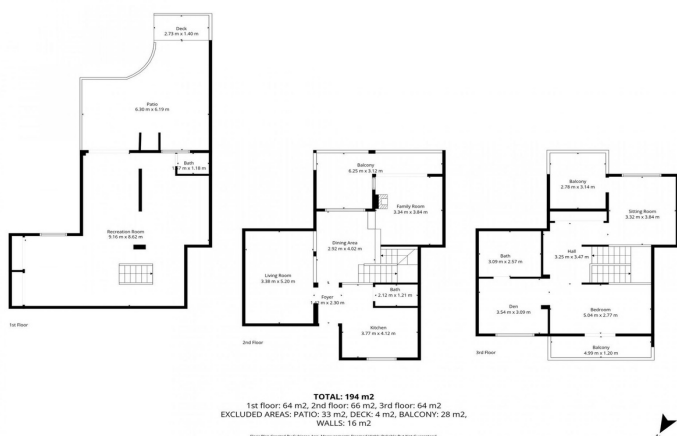 Deck
2.73 m x 1.40 m
Patio
6.30 m x 6.19 m
Bath
x 1.18 m
Recreation Room
9.16 m x 8.62 m
1st Floor
Balcony
6.25 m x 3.12 m
Family Room
3.34 m x 3.84 m
Dining Area
2.92 m x 4.02 m
Living Room
3.38 m x 5.20 m
Foyer
x 2.30 m
Bath
2.12 m x 1.21 m
Kitchen
3.77 m x 4.12 m
2nd Floor
Balcony
2.78 m x 3.14 m
Sitting Room
3.32 m x 3.84 m
Hall
3.25 m x 3.47 m
Bath
3.09 m x 2.57 m
Den
3.54 m x 3.09 m
Bedroom
5.04 m x 2.77 m
Balcony
4.99 m x 1.20 m
3rd Floor
TOTAL: 194 m2
1st floor: 64 m2, 2nd floor: 66 m2, 3rd floor: 64 m2
EXCLUDED AREAS: PATIO: 33 m2, DECK: 4 m2, BALCONY: 28 m2,
WALLS: 16 m2